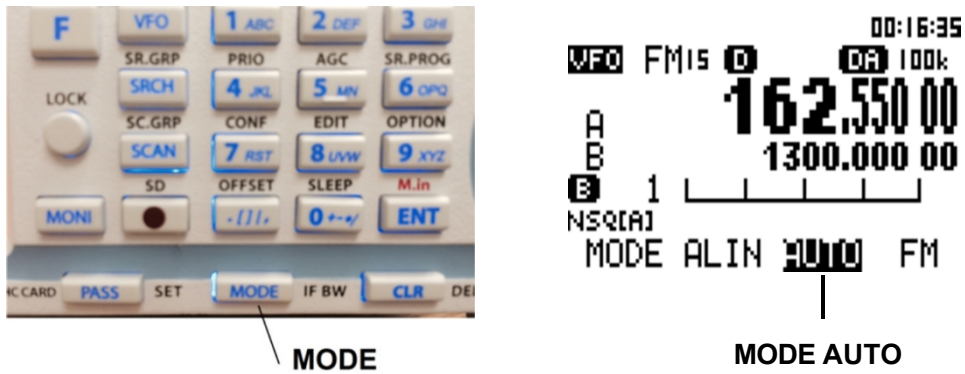 F VFO 1 ABC 2 DEF 3 GHI
SR.GRP PRIO AGC SR.PROG
LOCK SRCH 4 JKL 5 MN 6 OPQ
SC.GRP CONF EDIT OPTION
SCAN 7 RST 8 UVW 9 XYZ
SD OFFSET SLEEP M.in
MONI 0 ENT
CARD PASS SET MODE IF BW CLR
MODE
00:16:35
VFO FM15 D DA 100k
162.550 00
A
B 1300.000 00
B 1
NSQ[A]
MODE ALIN AUTO FM
MODE AUTO